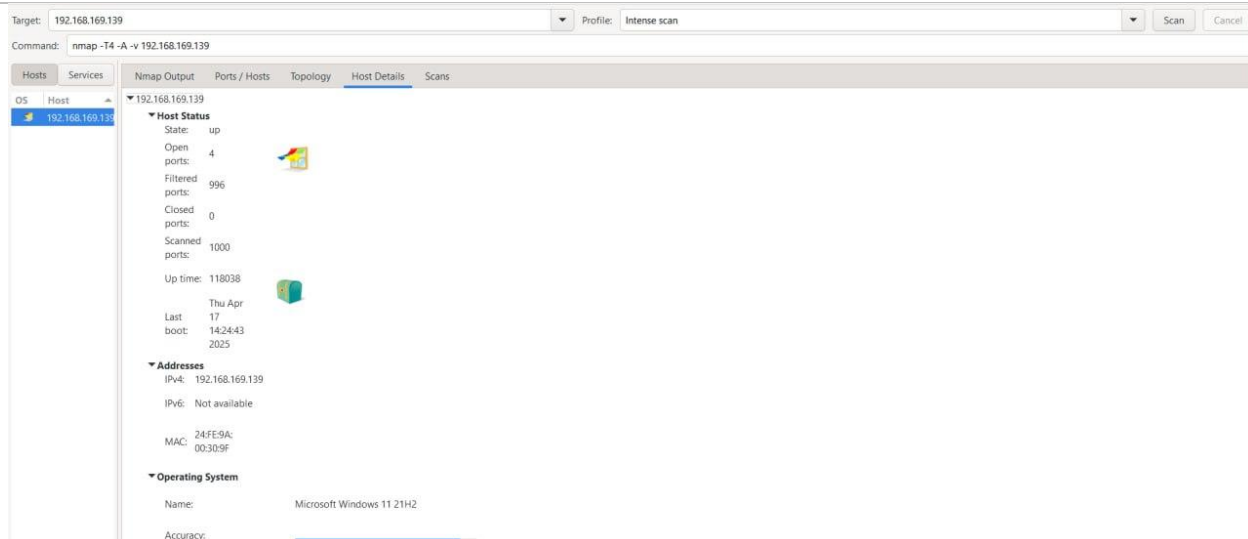 Target: 192.168.169.139 Profile: Intense scan Scan Cancel
Command: nmap -T4 -A -v 192.168.169.139
Hosts Services Nmap Output Ports / Hosts Topology Host Details Scans
OS Host 192.168.169.139
192.168.169.139 Host Status
State: up
Open
ports: 4
Filtered
ports: 996
Closed
ports: 0
Scanned
ports: 1000
Up time: 118038
Last boot: Thu Apr
17
14:24:43
2025
Addresses
IPv4: 192.168.169.139
IPv6: Not available
MAC: 24:FE:9A:
00:30:9F
Operating System
Name: Microsoft Windows 11 21H2
Accuracy: